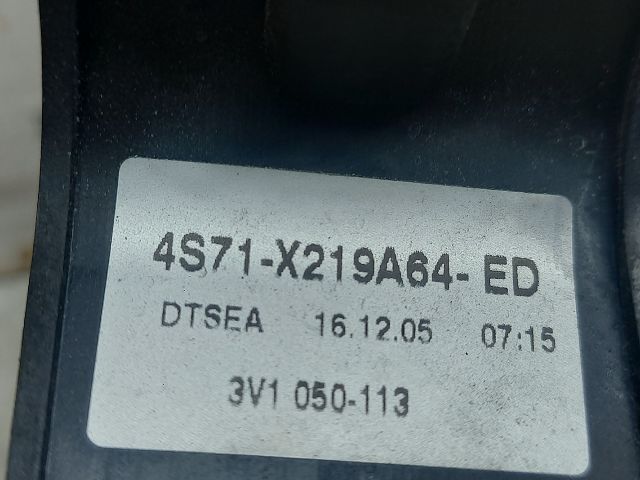 4S71-X219A64- ED
DTSEA 16.12.05 07:15
3V1 050-113